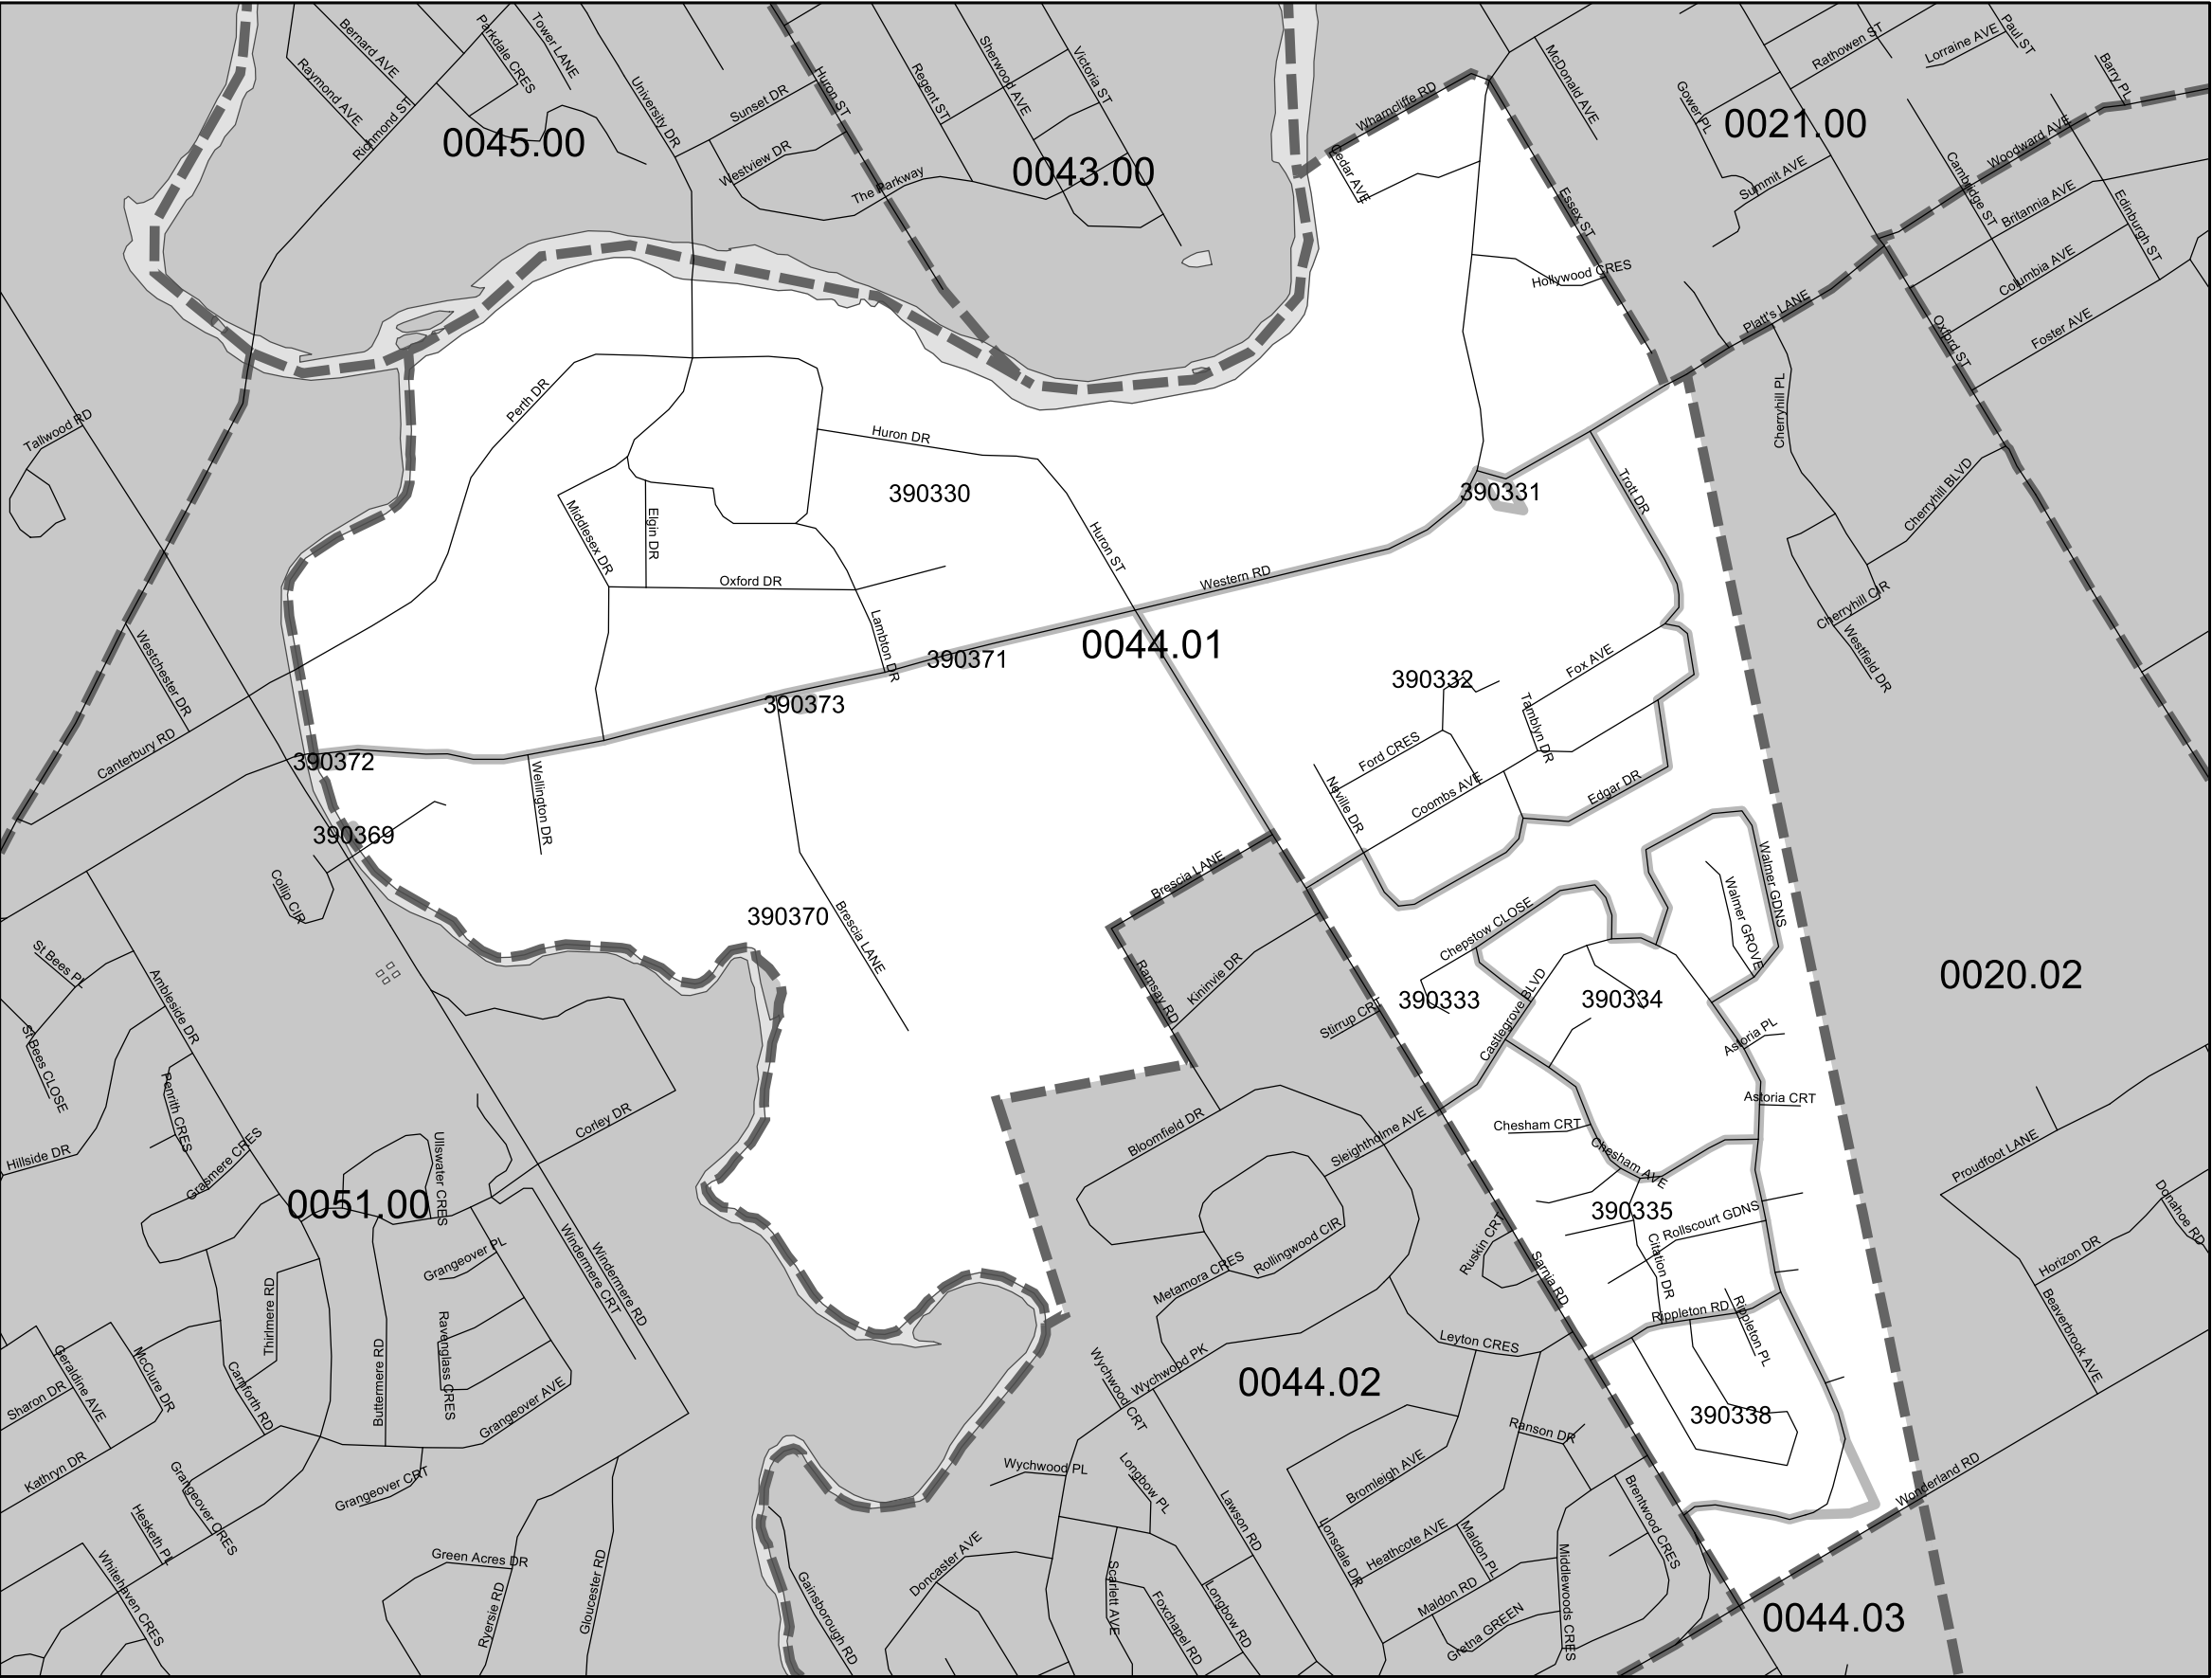 Bernard AVE
Raymond AVE
Parkdale CRES
Tower LANE
Richmond ST
0045.00
University DR
Sunset DR
Westview DR
Huron ST
The Parkway
Regent ST
Sherwood AVE
Victoria ST
0043.00
Wharncliffe RD
Cedar AVE
McDonald AVE
Essex ST
Hollywood CRES
Gower PL
0021.00
Rathowen ST
Lorraine AVE
Paul ST
Barry PL
Woodward AVE
Summit AVE
Cambridge ST
Britannia AVE
Edinburgh ST
Columbia AVE
Foster AVE
Oxford ST
Platt's LANE
Cherryhill PL
Cherryhill BLVD
Cherryhill CIR
Westfield DR
Tallwood RD
Perth DR
Huron DR
390330
390331
Trott DR
Middlesex DR
Elgin DR
Oxford DR
Huron ST
Western RD
Lambton DR
0044.01
390371
390373
390332
Fox AVE
Tamblyn DR
Ford CRES
Neville DR
Coombs AVE
Edgar DR
Westchester DR
Canterbury RD
390372
Wellington DR
390369
Collip CIR
390370
Brescia LANE
Brescia LANE
Ramsay RD
Kininvie DR
Stirrup CRT
Walmer GDNS
Walmer GROVE
Chepstow CLOSE
390333
390334
Castlegrove BLVD
Astoria PL
Astoria CRT
0020.02
St Bees PL
St Bees CLOSE
Ambleside DR
Penrith CRES
Hillside DR
Grasmere CRES
Ullswater CRES
Corley DR
0051.00
Bloomfield DR
Sleightholme AVE
Chesham CRT
Chesham AVE
390335
Rollscourt GDNS
Citation DR
Ruskin CRT
Sarnia RD
Rippleton RD
Rippleton PL
390338
Proudfoot LANE
Donahoe RD
Horizon DR
Beaverbrook AVE
Wonderland RD
Grangeover PL
Windermere CRT
Windermere RD
Thirlmere RD
Buttermere RD
Ravenglass CRES
Grangeover AVE
Metamora CRES
Rollingwood CIR
Leyton CRES
Wychwood PK
Wychwood CRT
0044.02
Ranson DR
Geraldine AVE
Sharon DR
McClure DR
Carnforth RD
Kathryn DR
Grangeover CRES
Grangeover CRT
Hesketh PL
Whitehaven CRES
Green Acres DR
Ryersie RD
Gloucester RD
Wychwood PL
Longbow PL
Lawson RD
Bromleigh AVE
Lonsdale DR
Heathcote AVE
Maldon PL
Maldon RD
Gretna GREEN
Brentwood CRES
Middlewoods CRES
Doncaster AVE
Gainsborough RD
Scarlett AVE
Foxchapel RD
Longbow RD
0044.03